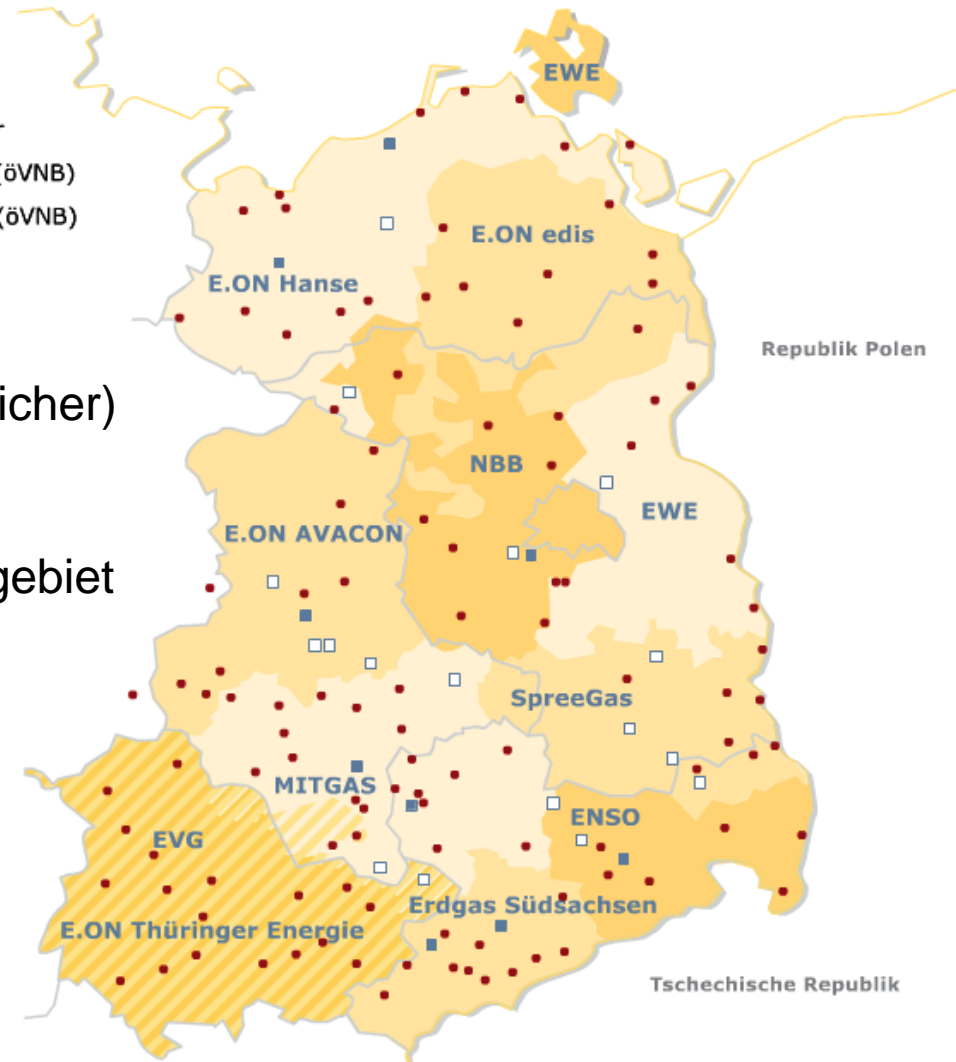 EWE
(öVNB)
(öVNB)
E.ON edis
E.ON Hanse
Republik Polen
icher)
NBB
EWE
E.ON AVACON
gebiet
SpreeGas
MITGAS
ENSO
EVG
Erdgas Südsachsen
E.ON Thüringer Energie
Tschechische Republik